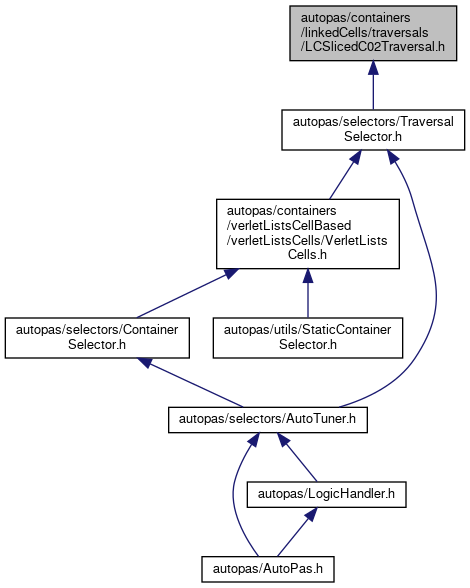 autopas/containers
/linkedCells/traversals
/LCSlicedC02Traversal.h
autopas/selectors/Traversal
Selector.h
autopas/containers
/verletListsCellBased
/verletListsCells/VerletLists
Cells.h
autopas/selectors/Container
Selector.h
autopas/utils/StaticContainer
Selector.h
autopas/selectors/AutoTuner.h
autopas/LogicHandler.h
autopas/AutoPas.h